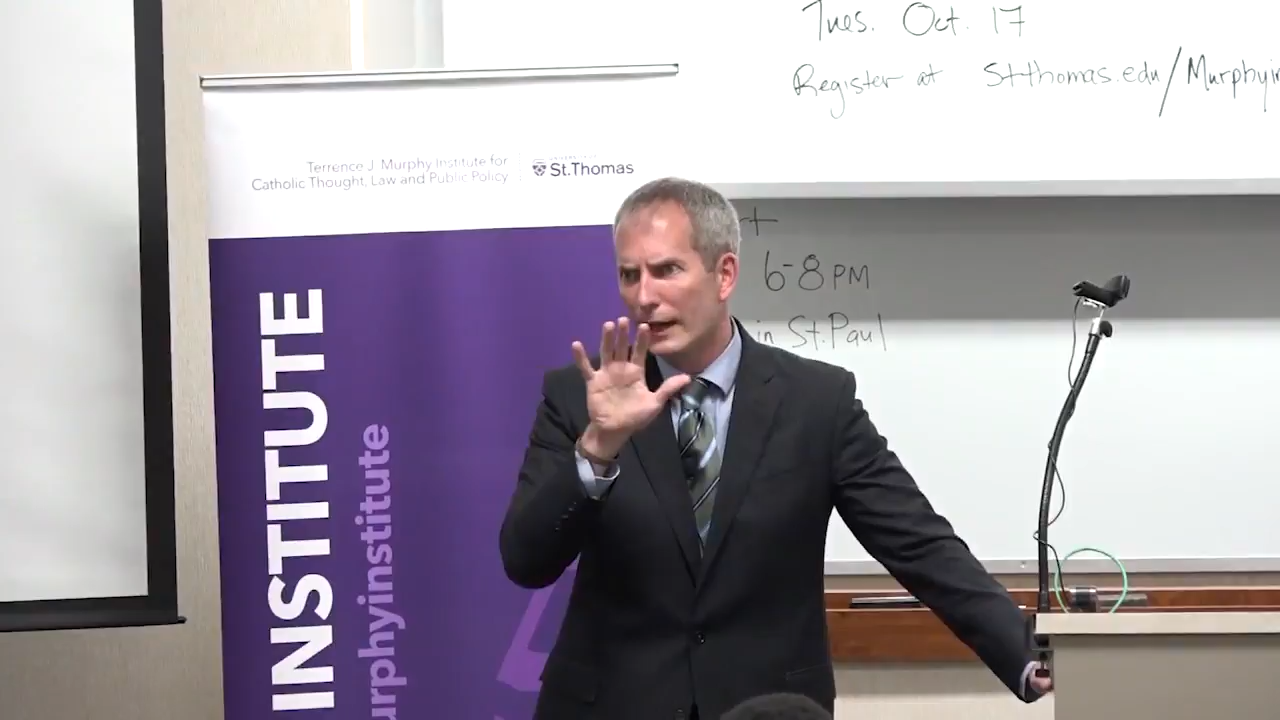 Tues. Oct. 17
Register at StThomas.edu/Murphyin
Terrence J. Murphy Institute for
Catholic Thought, Law and Public Policy
St.Thomas
6-8 PM
in St. Paul
INSTITUTE
urphyinstitute